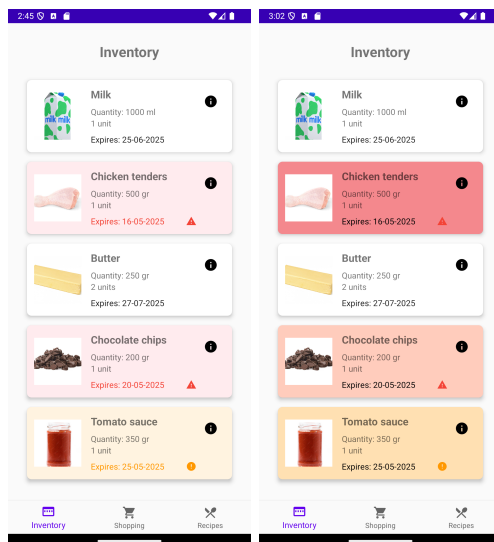 2:45
Inventory
Milk
Quantity: 1000 ml
1 unit
Expires: 25-06-2025
Chicken tenders
Quantity: 500 gr
1 unit
Expires: 16-05-2025
Butter
Quantity: 250 gr
2 units
Expires: 27-07-2025
Chocolate chips
Quantity: 200 gr
1 unit
Expires: 20-05-2025
Tomato sauce
Quantity: 350 gr
1 unit
Expires: 25-05-2025
Inventory
Shopping
Recipes
3:02
Inventory
Milk
Quantity: 1000 ml
1 unit
Expires: 25-06-2025
Chicken tenders
Quantity: 500 gr
1 unit
Expires: 16-05-2025
Butter
Quantity: 250 gr
2 units
Expires: 27-07-2025
Chocolate chips
Quantity: 200 gr
1 unit
Expires: 20-05-2025
Tomato sauce
Quantity: 350 gr
1 unit
Expires: 25-05-2025
Inventory
Shopping
Recipes
milk milk
milk milk